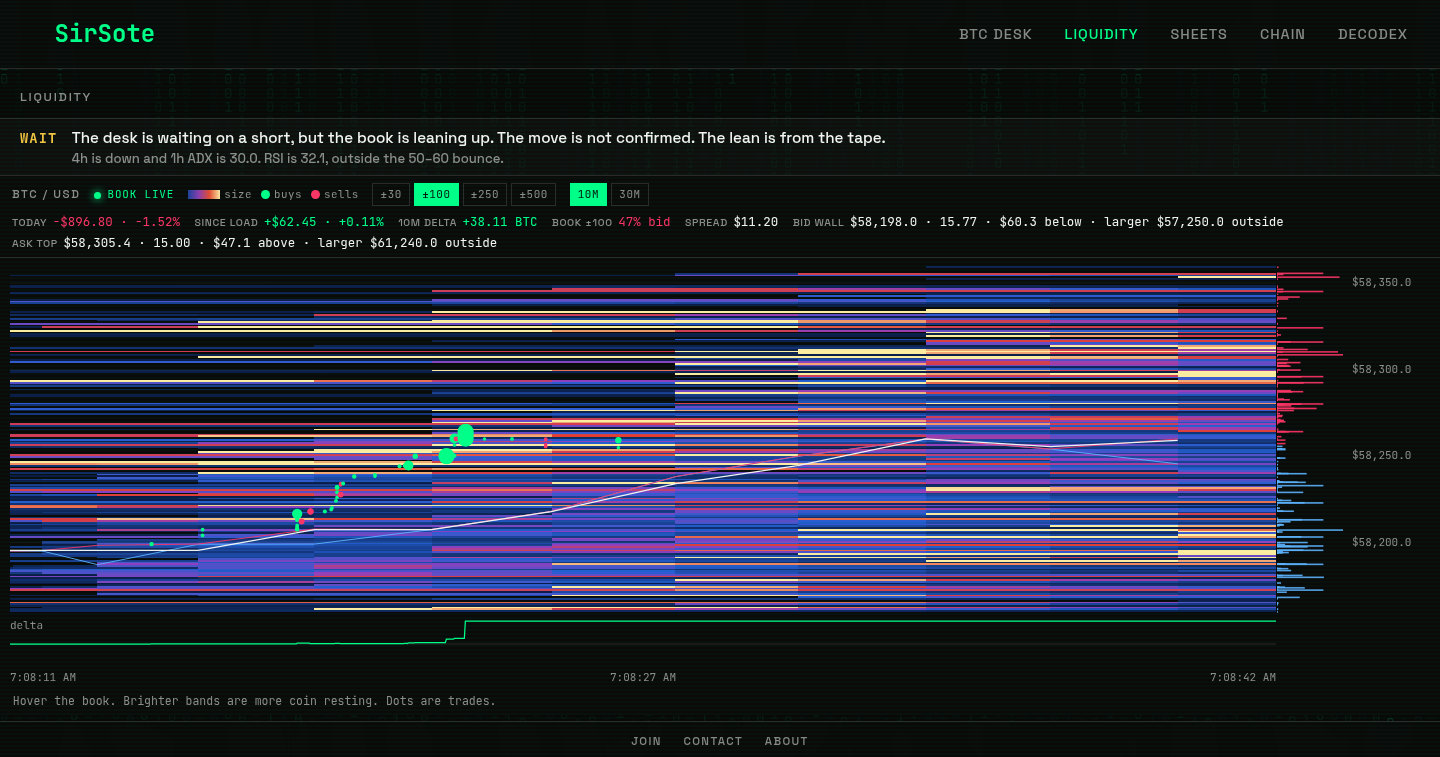 SirSote
BTC DESK LIQUIDITY SHEETS CHAIN DECODEX
LIQUIDITY
WAIT The desk is waiting on a short, but the book is leaning up. The move is not confirmed. The lean is from the tape.
4h is down and 1h ADX is 30.0. RSI is 32.1, outside the 50–60 bounce.
BTC / USD BOOK LIVE size buys sells ±30 ±100 ±250 ±500 10M 30M
TODAY -$896.80 · -1.52% SINCE LOAD +$62.45 · +0.11% 10M DELTA +38.11 BTC BOOK ±100 47% bid SPREAD $11.20 BID WALL $58,198.0 · 15.77 · $60.3 below · larger $57,250.0 outside
ASK TOP $58,305.4 · 15.00 · $47.1 above · larger $61,240.0 outside
$58,350.0
$58,300.0
$58,250.0
$58,200.0
delta
7:08:11 AM 7:08:27 AM 7:08:42 AM
Hover the book. Brighter bands are more coin resting. Dots are trades.
JOIN CONTACT ABOUT